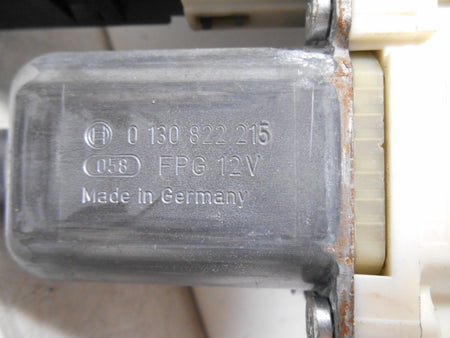 0 130 822 215
058 FPG 12V
Made in Germany